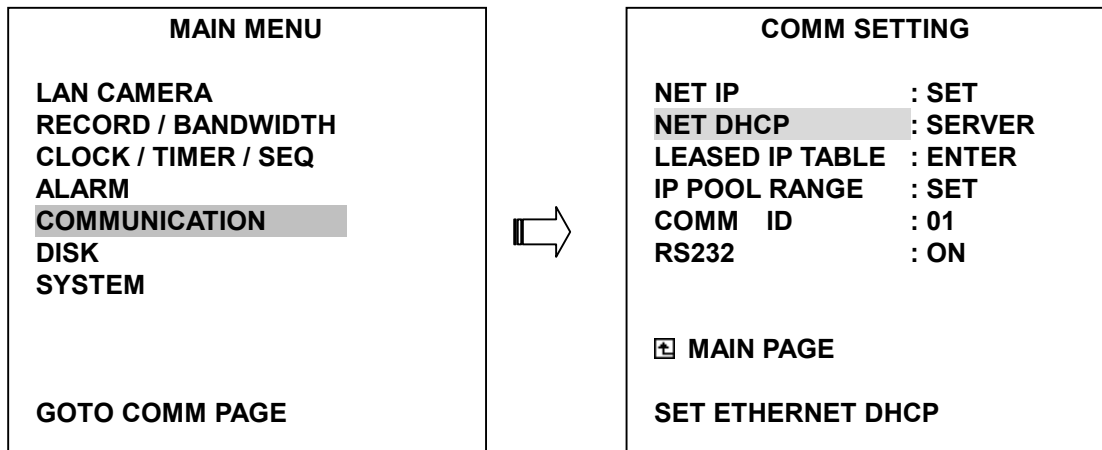 MAIN MENU
LAN CAMERA
RECORD / BANDWIDTH
CLOCK / TIMER / SEQ
ALARM
COMMUNICATION
DISK
SYSTEM
GOTO COMM PAGE
COMM SETTING
NET IP : SET
NET DHCP : SERVER
LEASED IP TABLE : ENTER
IP POOL RANGE : SET
COMM ID : 01
RS232 : ON
MAIN PAGE
SET ETHERNET DHCP